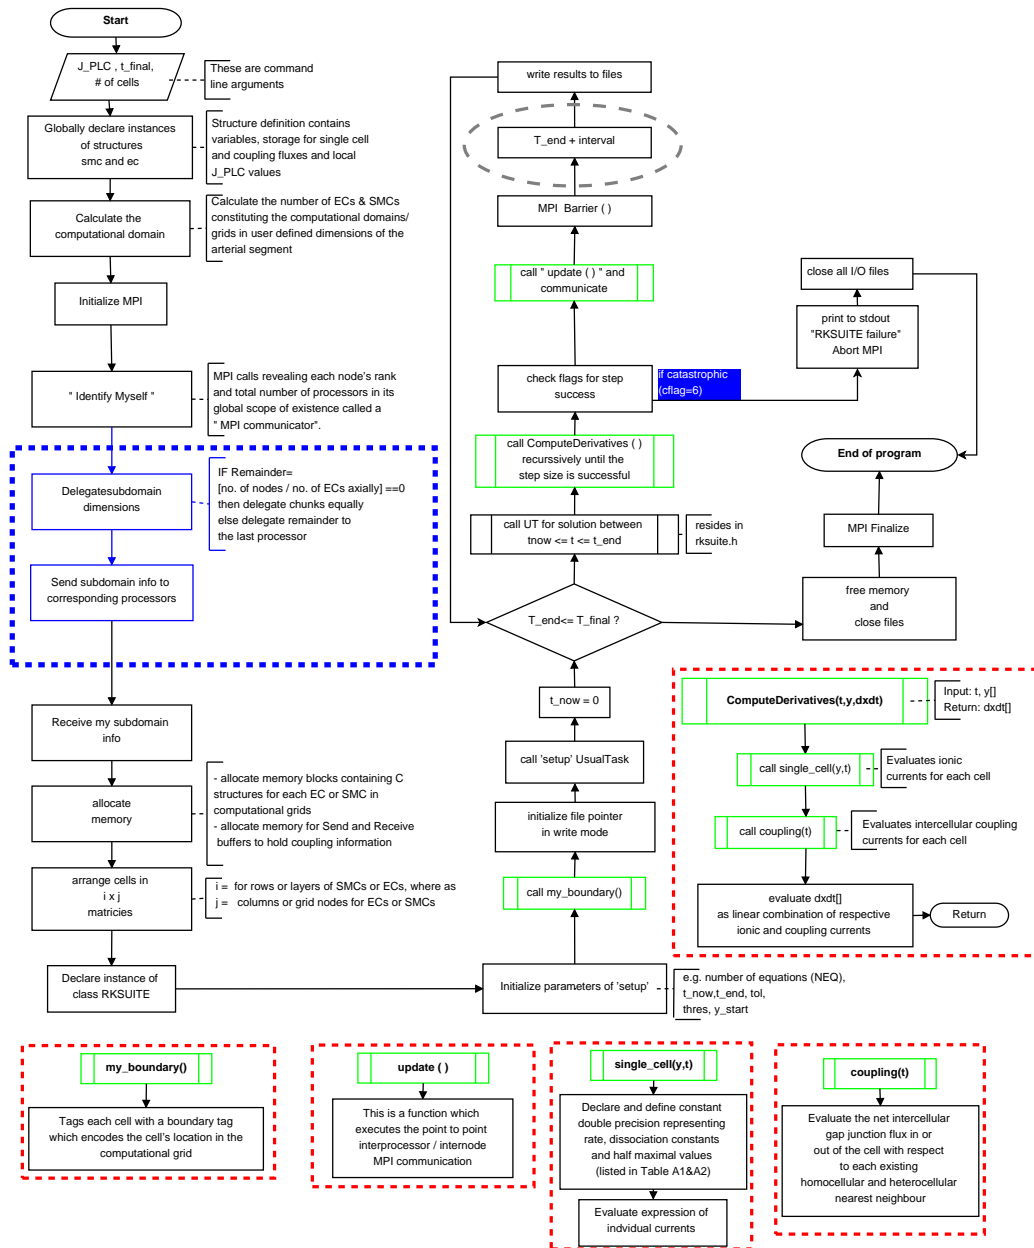 Start
J_PLC , t_final,
# of cells
These are command
line arguments
Globally declare instances
of structures
smc and ec
Structure definition contains
variables, storage for single cell
and coupling fluxes and local
J_PLC values
Calculate the
computational domain
Calculate the number of ECs & SMCs
constituting the computational domains/
grids in user defined dimensions of the
arterial segment
Initialize MPI
" Identify Myself "
MPI calls revealing each node's rank
and total number of processors in its
global scope of existence called a
" MPI communicator".
Delegatesubdomain
dimensions
IF Remainder=
[no. of nodes / no. of ECs axially] ==0
then delegate chunks equally
else delegate remainder to
the last processor
Send subdomain info to
corresponding processors
Receive my subdomain
info
allocate
memory
- allocate memory blocks containing C
structures for each EC or SMC in
computational grids
- allocate memory for Send and Receive
buffers to hold coupling information
arrange cells in
i x j
matricies
i = for rows or layers of SMCs or ECs, where as
j = columns or grid nodes for ECs or SMCs
Declare instance of
class RKSUITE
write results to files
T_end + interval
MPI Barrier ( )
call " update ( ) " and
communicate
check flags for step
success
if catastrophic
(cflag=6)
call ComputeDerivatives ( )
recurssively until the
step size is successful
call UT for solution between
tnow <= t <= t_end
resides in
rksuite.h
T_end<= T_final ?
t_now = 0
call 'setup' UsualTask
initialize file pointer
in write mode
call my_boundary()
Initialize parameters of 'setup'
e.g. number of equations (NEQ),
t_now,t_end, tol,
thres, y_start
close all I/O files
print to stdout
"RKSUITE failure"
Abort MPI
End of program
MPI Finalize
free memory
and
close files
ComputeDerivatives(t,y,dxdt)
Input: t, y[]
Return: dxdt[]
call single_cell(y,t)
Evaluates ionic
currents for each cell
call coupling(t)
Evaluates intercellular coupling
currents for each cell
evaluate dxdt[]
as linear combination of respective
ionic and coupling currents
Return
my_boundary()
Tags each cell with a boundary tag
which encodes the cell's location in the
computational grid
update ( )
This is a function which
executes the point to point
interprocessor / internode
MPI communication
single_cell(y,t)
Declare and define constant
double precision representing
rate, dissociation constants
and half maximal values
(listed in Table A1&A2)
Evaluate expression of
indvidual currents
coupling(t)
Evaluate the net intercellular
gap junction flux in or
out of the cell with respect
to each existing
homocellular and heterocellular
nearest neighbour